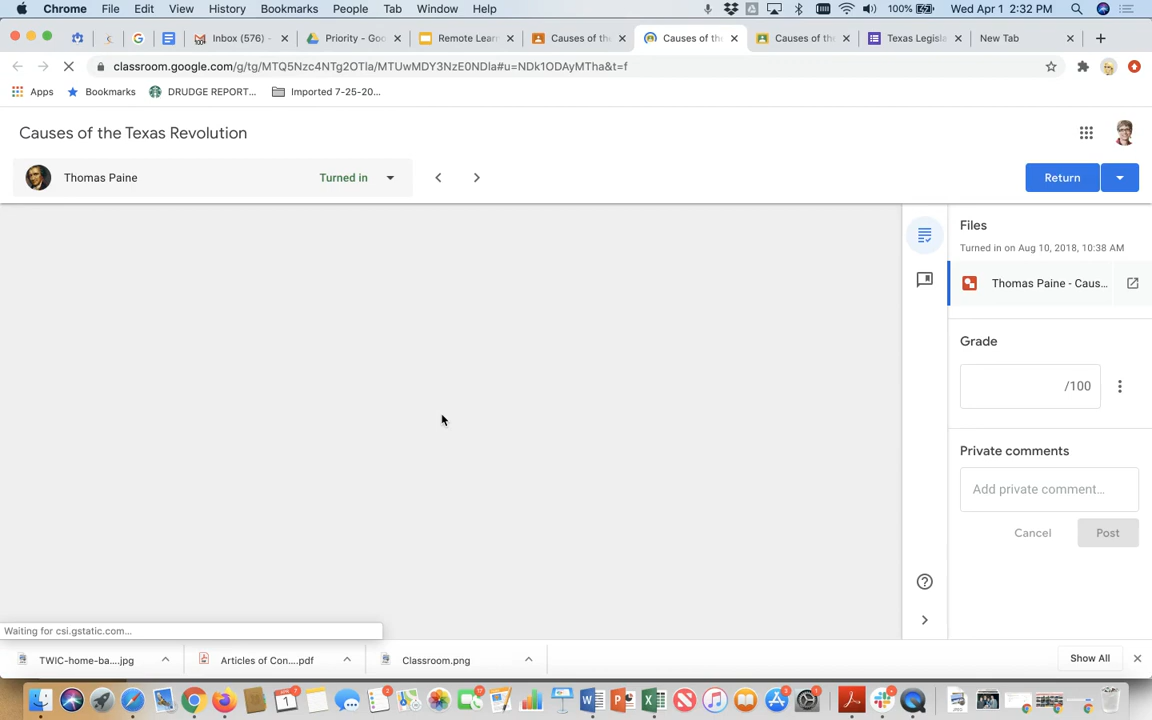 Chrome File Edit View History Bookmarks People Tab Window Help 100% Wed Apr 1 2:32 PM
Inbox (576) - Priority - Goo Remote Lear Causes of the Causes of the Causes of the Texas Legisla New Tab
classroom.google.com/g/tg/MTQ5Nzc4NTg2OTla/MTUwMDY3NzE0NDla#u=NDk1ODAyMTha&t=f
Apps Bookmarks DRUDGE REPORT... Imported 7-25-20...
Causes of the Texas Revolution
Thomas Paine Turned in Return
Files
Turned in on Aug 10, 2018, 10:38 AM
Thomas Paine - Caus...
Grade
/100
Private comments
Add private comment...
Cancel Post
Waiting for csi.gstatic.com...
TWIC-home-ba....jpg Articles of Con....pdf Classroom.png Show All